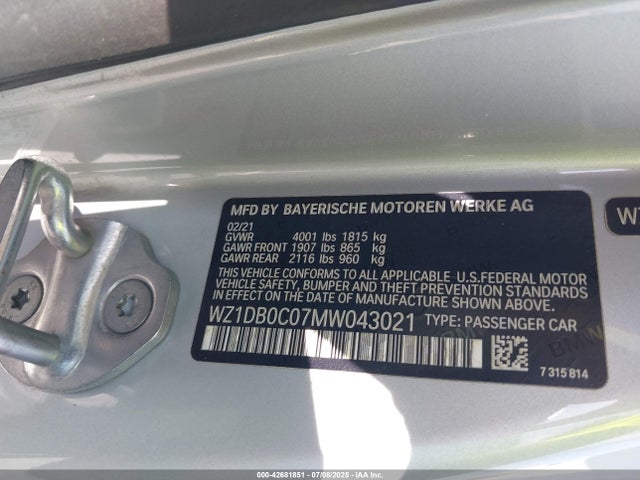 MFD BY BAYERISCHE MOTOREN WERKE AG
02/21
GVWR 4001 lbs 1815 kg
GAWR FRONT 1907 lbs 865 kg
GAWR REAR 2116 lbs 960 kg
THIS VEHICLE CONFORMS TO ALL APPLICABLE U.S.FEDERAL MOTOR
VEHICLE SAFETY, BUMPER AND THEFT PREVENTION STANDARDS
IN EFFECT ON THE DATE OF MANUFACTURE SHOWN ABOVE.
WZ1DB0C07MW043021 TYPE: PASSENGER CAR
7 315 814
000-42681851 - 07/08/2025 - IAAI.COM